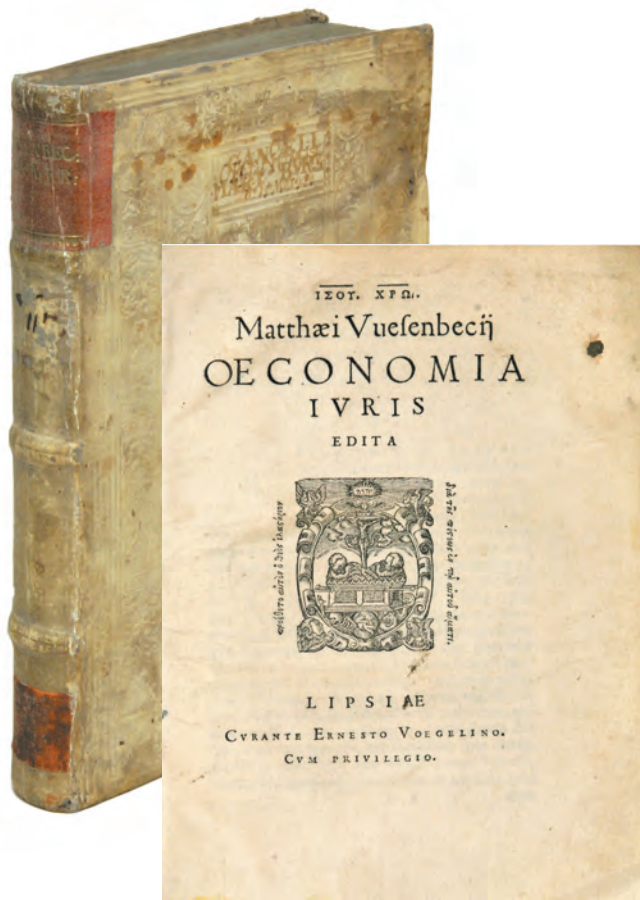 ΙΣΟΥ. ΧΡΩ.
Matthæi Vueſenbecij
OECONOMIA
IVRIS
EDITA
LIPSIAE
CVRANTE ERNESTO VOEGELINO.
CVM PRIVILEGIO.